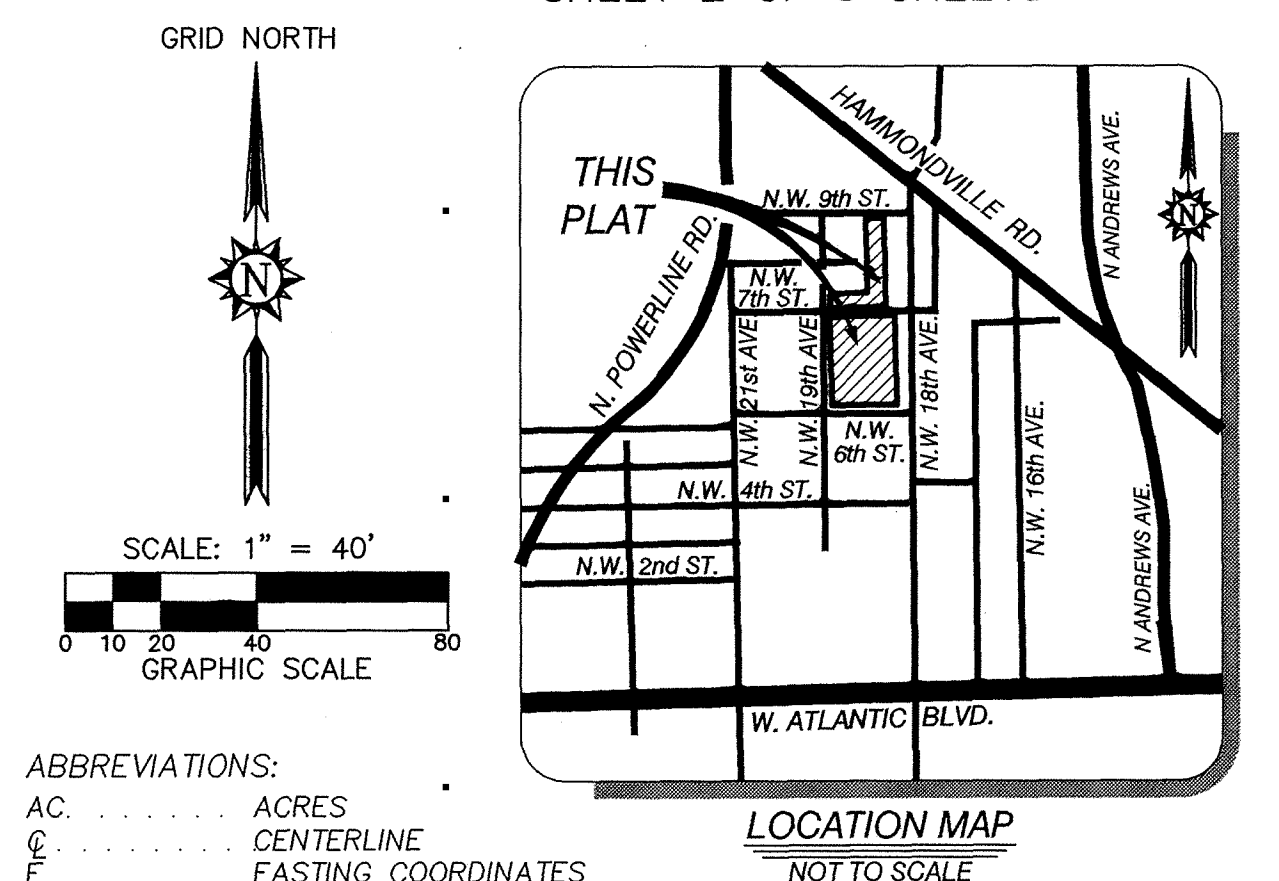 GRID NORTH
N
SCALE: 1" = 40'
0 10 20 40 80
GRAPHIC SCALE
ABBREVIATIONS:
AC. . . . . . . . ACRES
℄ . . . . . . . . . CENTERLINE
E EASTING COORDINATES
THIS
PLAT
HAMMONDVILLE RD.
N ANDREWS AVE.
N
N.W. 9th ST.
N. POWERLINE RD.
N.W.
7th ST.
N.W. 21st AVE.
N.W. 19th AVE.
N.W. 18th AVE.
N.W.
6th ST.
N.W. 16th AVE.
N.W. 4th ST.
N.W. 2nd ST.
N ANDREWS AVE.
W. ATLANTIC BLVD.
LOCATION MAP
NOT TO SCALE